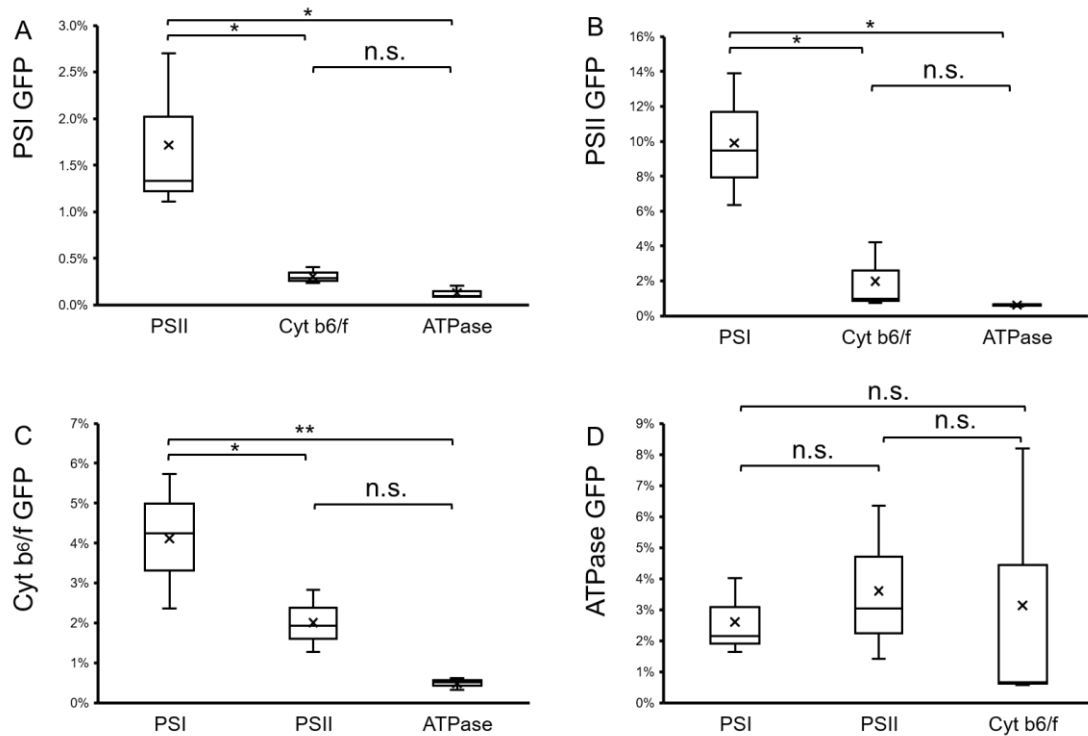 A
PSI GFP
3.0%
2.5%
2.0%
1.5%
1.0%
0.5%
0.0%
*
*
n.s.
PSII Cyt b6/f ATPase
B
PSII GFP
16%
14%
12%
10%
8%
6%
4%
2%
0%
*
*
n.s.
PSI Cyt b6/f ATPase
C
Cyt b6/f GFP
7%
6%
5%
4%
3%
2%
1%
0%
**
*
n.s.
PSI PSII ATPase
D
ATPase GFP
9%
8%
7%
6%
5%
4%
3%
2%
1%
0%
n.s.
n.s.
n.s.
PSI PSII Cyt b6/f